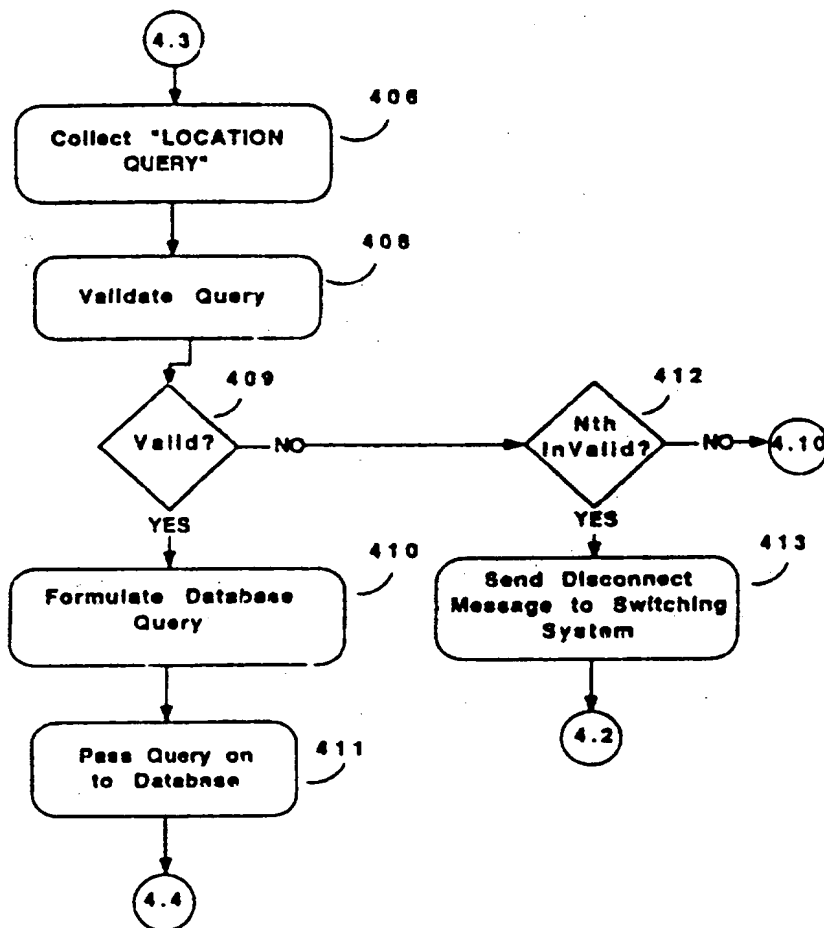 4.3
406
Collect "LOCATION
QUERY"
408
Validate Query
409
Valid?
NO
412
Nth
InValid?
NO
4.10
YES
YES
410
Formulate Database
Query
413
Send Disconnect
Message to Switching
System
411
Pass Query on
to Database
4.2
4.4